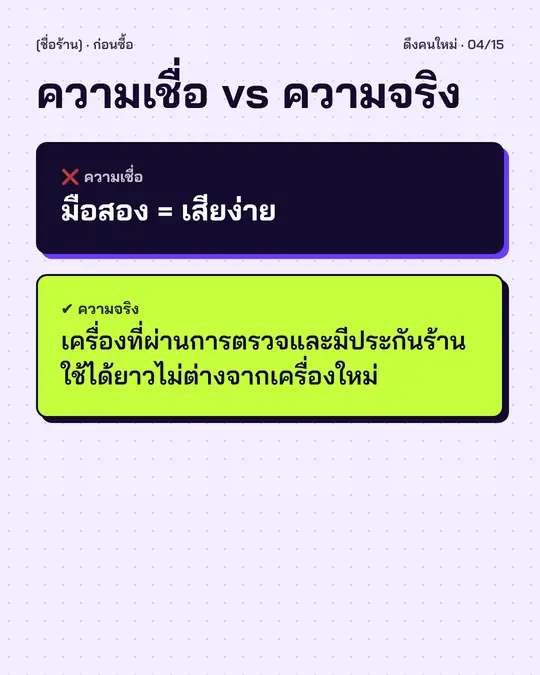 [ชื่อร้าน] · ก่อนซื้อ
ดึงคนใหม่ · 04/15
ความเชื่อ vs ความจริง
❌ ความเชื่อ
มือสอง = เสียง่าย
✔ ความจริง
เครื่องที่ผ่านการตรวจและมีประกันร้าน
ใช้ได้ยาวไม่ต่างจากเครื่องใหม่